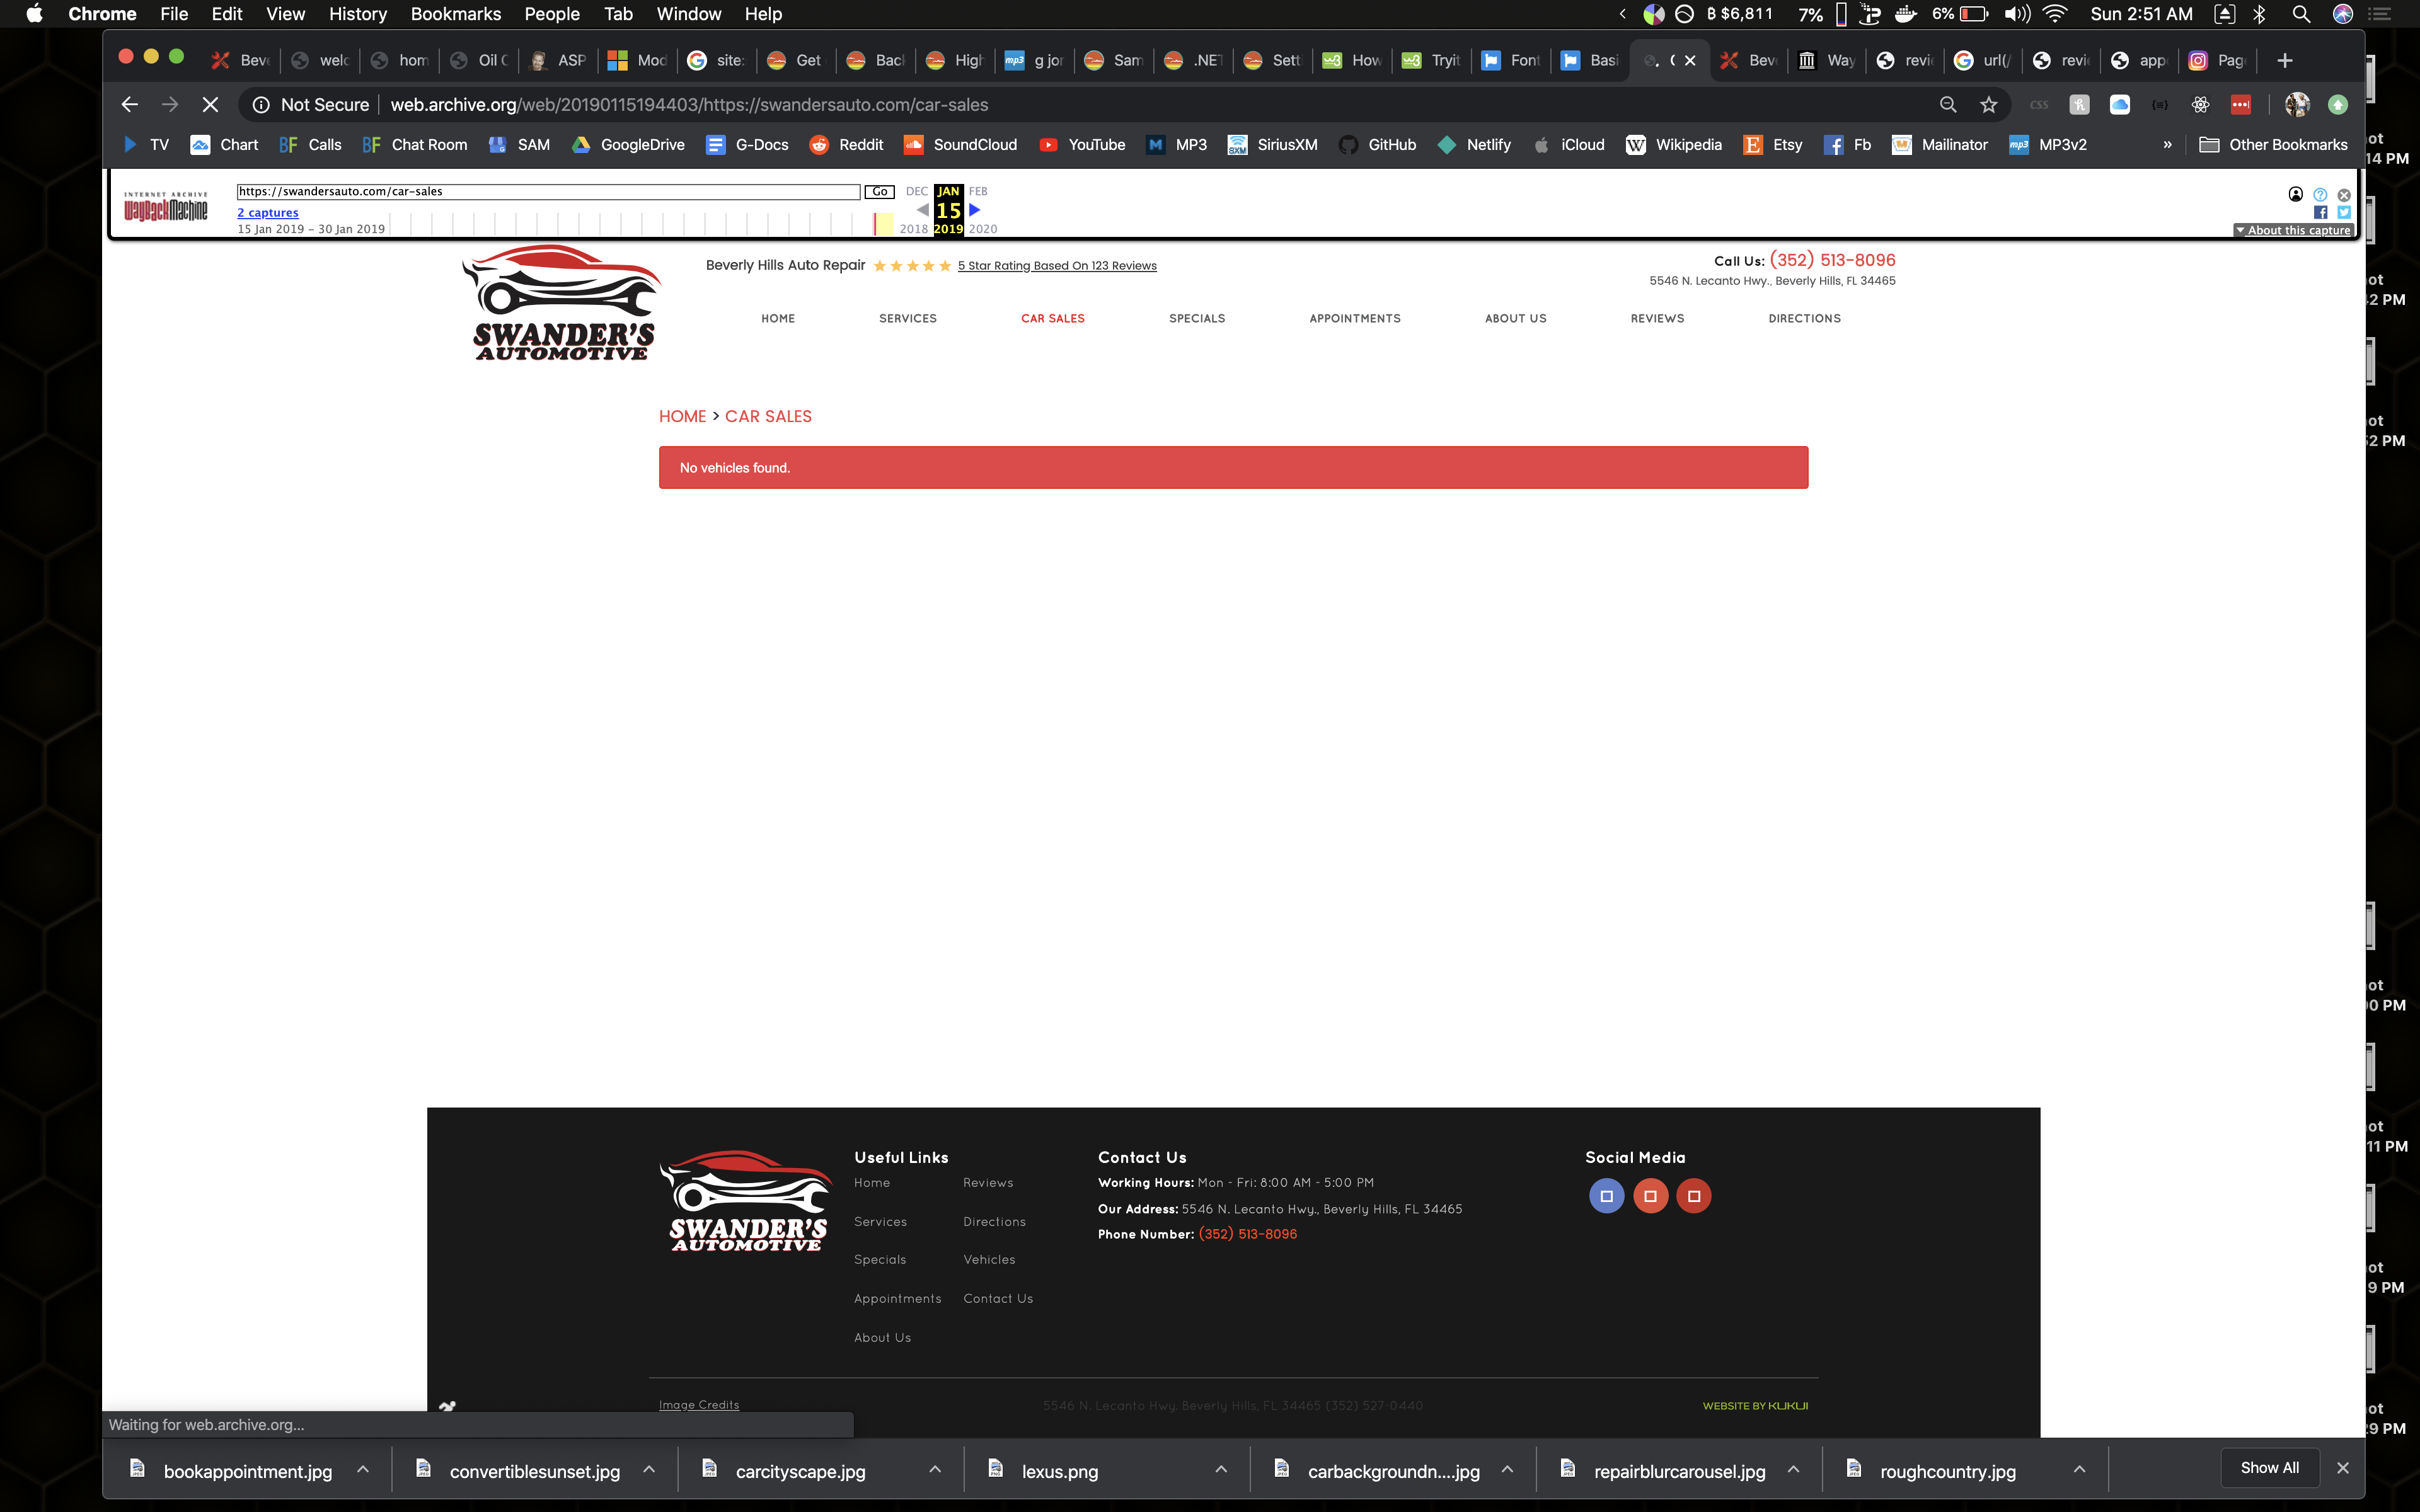 Chrome File Edit View History Bookmarks People Tab Window Help
฿ $6,811 7% 6% Sun 2:51 AM
Beve welc hom Oil C ASP Mod site: Get Back High g jor Sam .NET Sett How Tryit Font Basi Beve Way revie url(/ revie app Pag
Not Secure web.archive.org/web/20190115194403/https://swandersauto.com/car-sales
TV Chart BF Calls BF Chat Room SAM GoogleDrive G-Docs Reddit SoundCloud YouTube M MP3 SiriusXM GitHub Netlify iCloud W Wikipedia E Etsy Fb Mailinator mp3 MP3v2 » Other Bookmarks
INTERNET ARCHIVE
WayBackMachine
https://swandersauto.com/car-sales Go DEC JAN FEB
2 captures 15
15 Jan 2019 – 30 Jan 2019 2018 2019 2020
About this capture
SWANDER'S
AUTOMOTIVE
Beverly Hills Auto Repair 5 Star Rating Based On 123 Reviews
Call Us: (352) 513-8096
5546 N. Lecanto Hwy., Beverly Hills, FL 34465
HOME SERVICES CAR SALES SPECIALS APPOINTMENTS ABOUT US REVIEWS DIRECTIONS
HOME > CAR SALES
No vehicles found.
SWANDER'S
AUTOMOTIVE
Useful Links
Home Reviews
Services Directions
Specials Vehicles
Appointments Contact Us
About Us
Contact Us
Working Hours: Mon - Fri: 8:00 AM - 5:00 PM
Our Address: 5546 N. Lecanto Hwy., Beverly Hills, FL 34465
Phone Number: (352) 513-8096
Social Media
Image Credits 5546 N. Lecanto Hwy. Beverly Hills, FL 34465 (352) 527-0440 WEBSITE BY KUKUI
Waiting for web.archive.org...
bookappointment.jpg convertiblesunset.jpg carcityscape.jpg lexus.png carbackgroundn....jpg repairblurcarousel.jpg roughcountry.jpg Show All